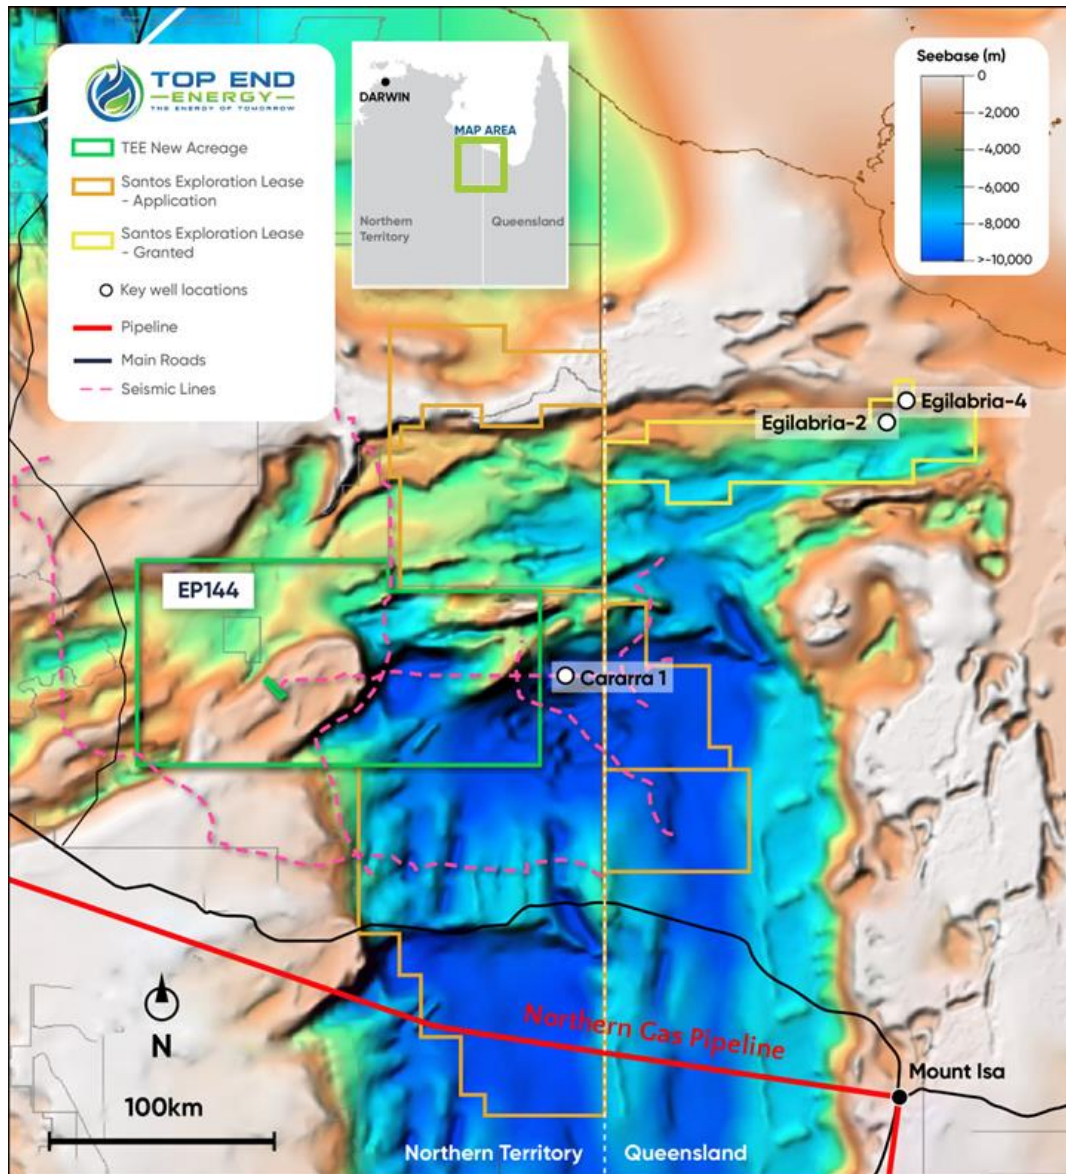 TOP END
ENERGY
THE ENERGY OF TOMORROW
TEE New Acreage
Santos Exploration Lease
- Application
Santos Exploration Lease
- Granted
Key well locations
Pipeline
Main Roads
Seismic Lines
DARWIN
MAP AREA
Northern
Territory
Queensland
Seebase (m)
0
-2,000
-4,000
-6,000
-8,000
>-10,000
Egilabria-4
Egilabria-2
EP144
Cararra 1
Northern Gas Pipeline
Mount Isa
N
100km
Northern Territory
Queensland